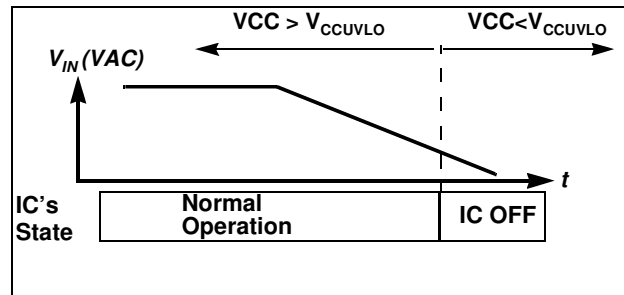 VCC > VCCUVLO
VCC<VCCUVLO
VIN (VAC)
t
IC's
State
Normal
Operation
IC OFF